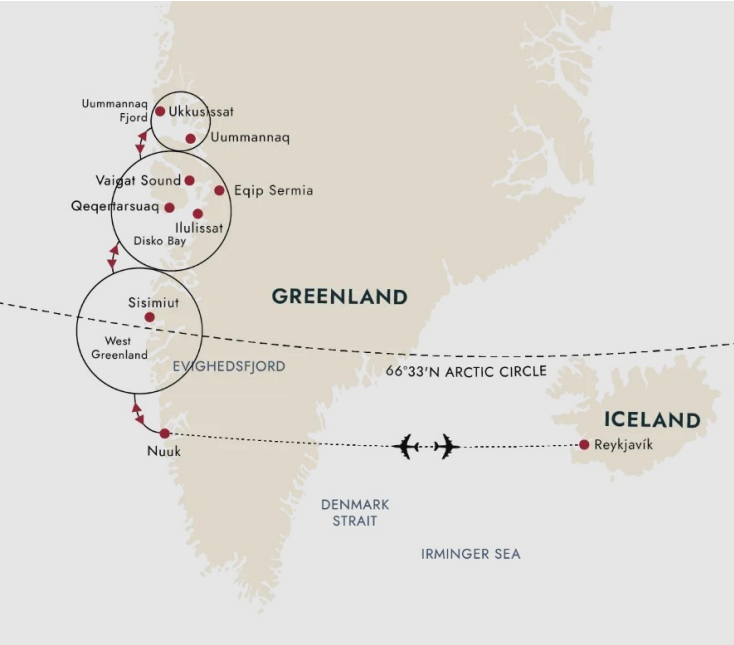 Uummannaq
Fjord
Ukkusissat
Uummannaq
Vaigat Sound
Eqip Sermia
Qeqertarsuaq
Ilulissat
Disko Bay
GREENLAND
Sisimiut
West
Greenland
EVIGHEDSFJORD
66°33'N ARCTIC CIRCLE
ICELAND
Nuuk
Reykjavík
DENMARK
STRAIT
IRMINGER SEA